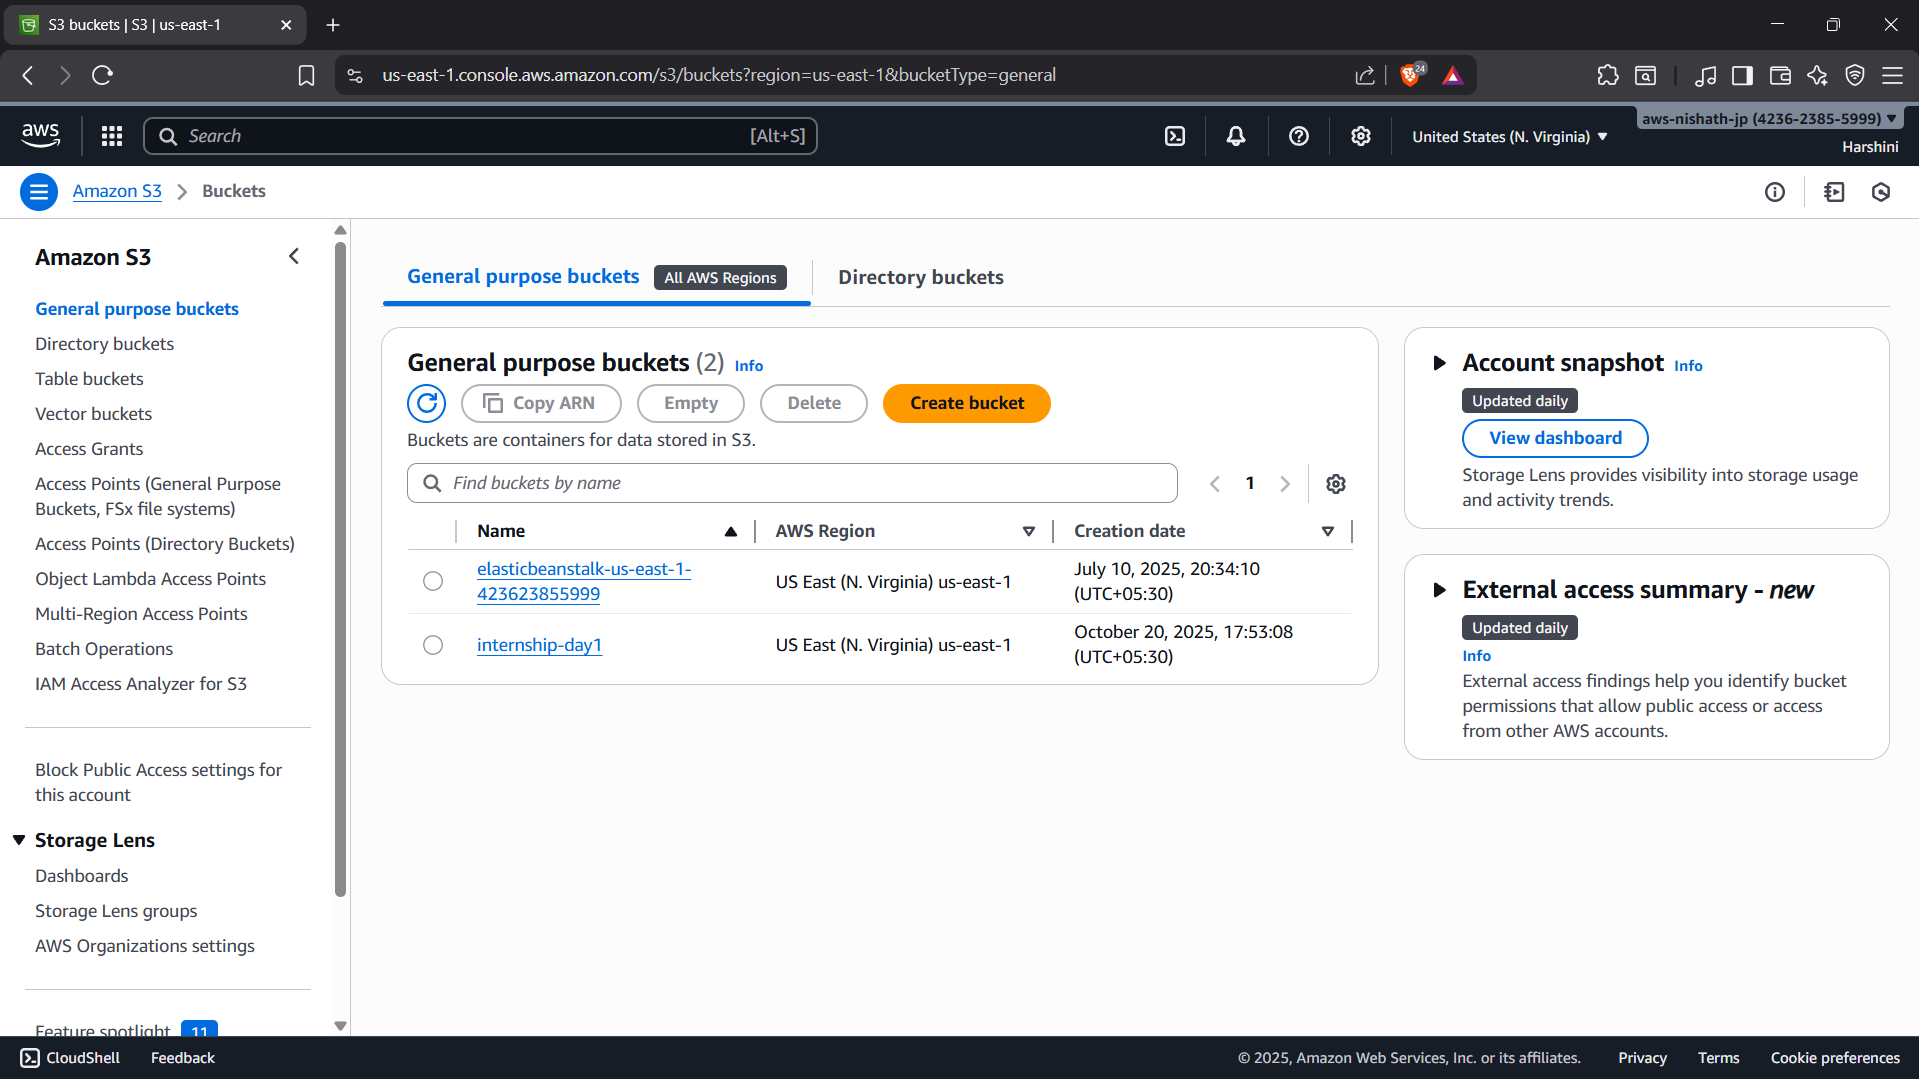 S3 buckets | S3 | us-east-1
us-east-1.console.aws.amazon.com/s3/buckets?region=us-east-1&bucketType=general
24
aws
Search
[Alt+S]
United States (N. Virginia)
aws-nishath-jp (4236-2385-5999)
Harshini
Amazon S3
Buckets
Amazon S3
General purpose buckets
Directory buckets
Table buckets
Vector buckets
Access Grants
Access Points (General Purpose
Buckets, FSx file systems)
Access Points (Directory Buckets)
Object Lambda Access Points
Multi-Region Access Points
Batch Operations
IAM Access Analyzer for S3
Block Public Access settings for
this account
Storage Lens
Dashboards
Storage Lens groups
AWS Organizations settings
Feature spotlight 11
General purpose buckets All AWS Regions
Directory buckets
General purpose buckets (2) Info
Copy ARN
Empty
Delete
Create bucket
Buckets are containers for data stored in S3.
Find buckets by name
1
Name
AWS Region
Creation date
elasticbeanstalk-us-east-1-
423623855999
US East (N. Virginia) us-east-1
July 10, 2025, 20:34:10
(UTC+05:30)
internship-day1
US East (N. Virginia) us-east-1
October 20, 2025, 17:53:08
(UTC+05:30)
Account snapshot Info
Updated daily
View dashboard
Storage Lens provides visibility into storage usage
and activity trends.
External access summary - new
Updated daily
Info
External access findings help you identify bucket
permissions that allow public access or access
from other AWS accounts.
CloudShell
Feedback
© 2025, Amazon Web Services, Inc. or its affiliates.
Privacy
Terms
Cookie preferences